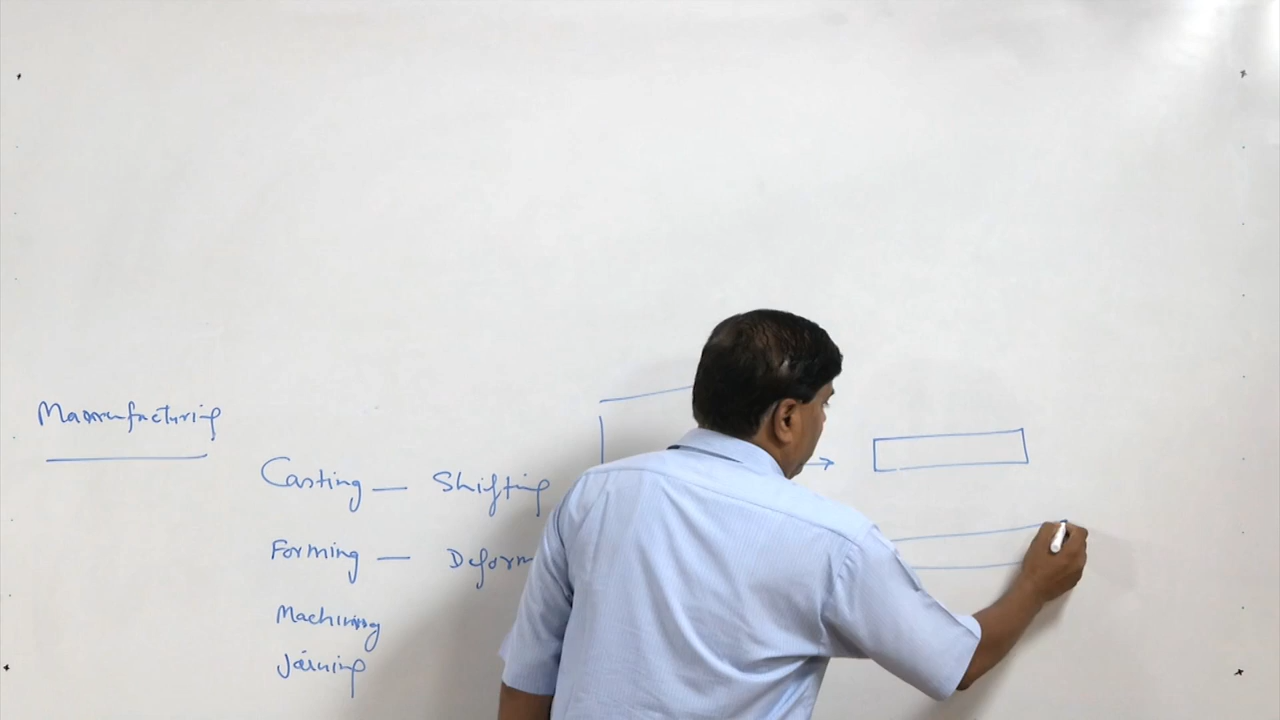 Manufacturing
Casting — Shifting
Forming — Deform
Machining
Joining